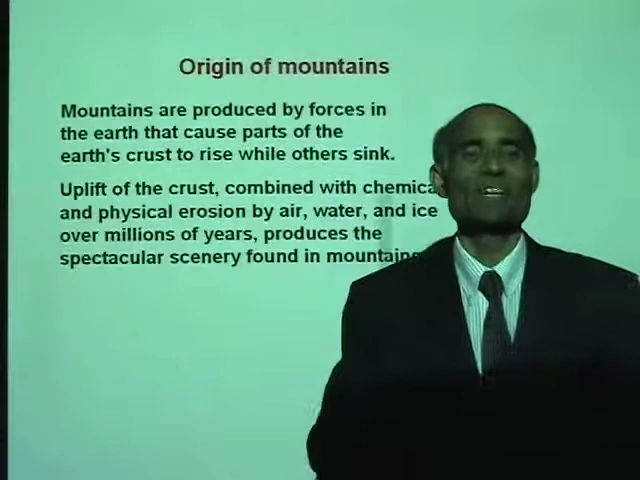 Origin of mountains
Mountains are produced by forces in
the earth that cause parts of the
earth's crust to rise while others sink.
Uplift of the crust, combined with chemica
and physical erosion by air, water, and ice
over millions of years, produces the
spectacular scenery found in mountains